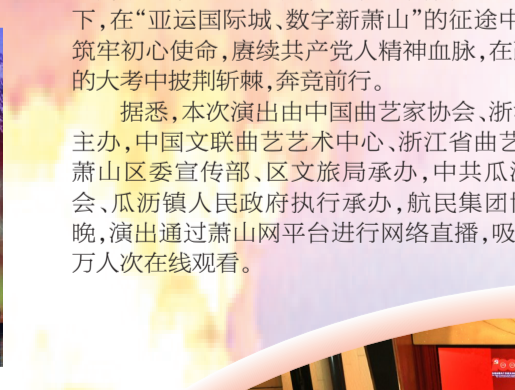 下，在“亚运国际城、数字新萧山”的征途中
筑牢初心使命，赓续共产党人精神血脉，在
的大考中披荆斩棘，奔竞前行。
据悉，本次演出由中国曲艺家协会、浙
主办，中国文联曲艺艺术中心、浙江省曲艺
萧山区委宣传部、区文旅局承办，中共瓜沥
会、瓜沥镇人民政府执行承办，航民集团
晚，演出通过萧山网平台进行网络直播，吸
万人次在线观看。